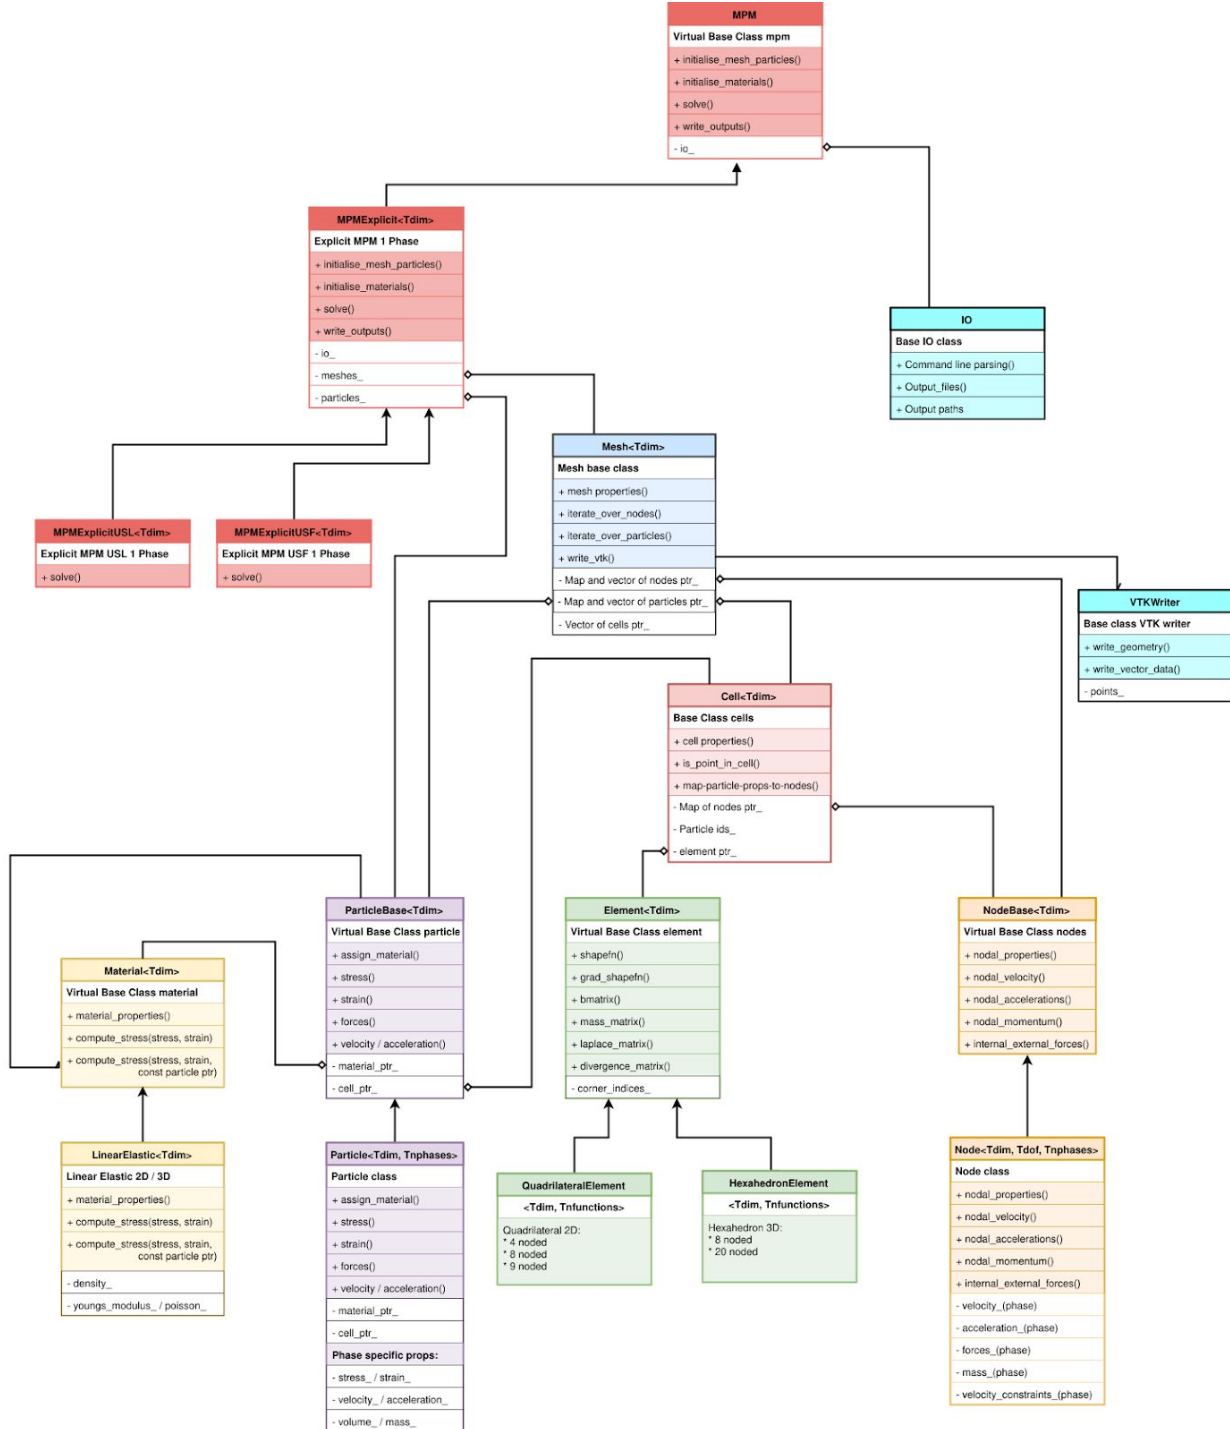 MPM
Virtual Base Class mpm
+ initialise_mesh_particles()
+ initialise_materials()
+ solve()
+ write_outputs()
- io_
MPMExplicit<Tdim>
Explicit MPM 1 Phase
+ initialise_mesh_particles()
+ initialise_materials()
+ solve()
+ write_outputs()
- io_
- meshes_
- particles_
IO
Base IO class
+ Command line parsing()
+ Output_files()
+ Output paths
MPMExplicitUSL<Tdim>
Explicit MPM USL 1 Phase
+ solve()
MPMExplicitUSF<Tdim>
Explicit MPM USF 1 Phase
+ solve()
Mesh<Tdim>
Mesh base class
+ mesh properties()
+ iterate_over_nodes()
+ iterate_over_particles()
+ write_vtk()
- Map and vector of nodes ptr_
- Map and vector of particles ptr_
- Vector of cells ptr_
VTKWriter
Base class VTK writer
+ write_geometry()
+ write_vector_data()
- points_
Cell<Tdim>
Base Class cells
+ cell properties()
+ is_point_in_cell()
+ map-particle-props-to-nodes()
- Map of nodes ptr_
- Particle ids_
- element ptr_
Material<Tdim>
Virtual Base Class material
+ material_properties()
+ compute_stress(stress, strain)
+ compute_stress(stress, strain,
const particle ptr)
ParticleBase<Tdim>
Virtual Base Class particle
+ assign_material()
+ stress()
+ strain()
+ forces()
+ velocity / acceleration()
- material_ptr_
- cell_ptr_
Element<Tdim>
Virtual Base Class element
+ shapefn()
+ grad_shapefn()
+ bmatrix()
+ mass_matrix()
+ laplace_matrix()
+ divergence_matrix()
- corner_indices_
NodeBase<Tdim>
Virtual Base Class nodes
+ nodal_properties()
+ nodal_velocity()
+ nodal_accelerations()
+ nodal_momentum()
+ internal_external_forces()
LinearElastic<Tdim>
Linear Elastic 2D / 3D
+ material_properties()
+ compute_stress(stress, strain)
+ compute_stress(stress, strain,
const particle ptr)
- density_
- youngs_modulus_ / poisson_
Particle<Tdim, Tnphases>
Particle class
+ assign_material()
+ stress()
+ strain()
+ forces()
+ velocity / acceleration()
- material_ptr_
- cell_ptr_
Phase specific props:
- stress_ / strain_
- velocity_ / acceleration_
- volume_ / mass_
QuadrilateralElement
<Tdim, Tnfunctions>
Quadrilateral 2D:
* 4 noded
* 8 noded
* 9 noded
HexahedronElement
<Tdim, Tnfunctions>
Hexahedron 3D:
* 8 noded
* 20 noded
Node<Tdim, Tdof, Tnphases>
Node class
+ nodal_properties()
+ nodal_velocity()
+ nodal_accelerations()
+ nodal_momentum()
+ internal_external_forces()
- velocity_(phase)
- acceleration_(phase)
- forces_(phase)
- mass_(phase)
- velocity_constraints_(phase)